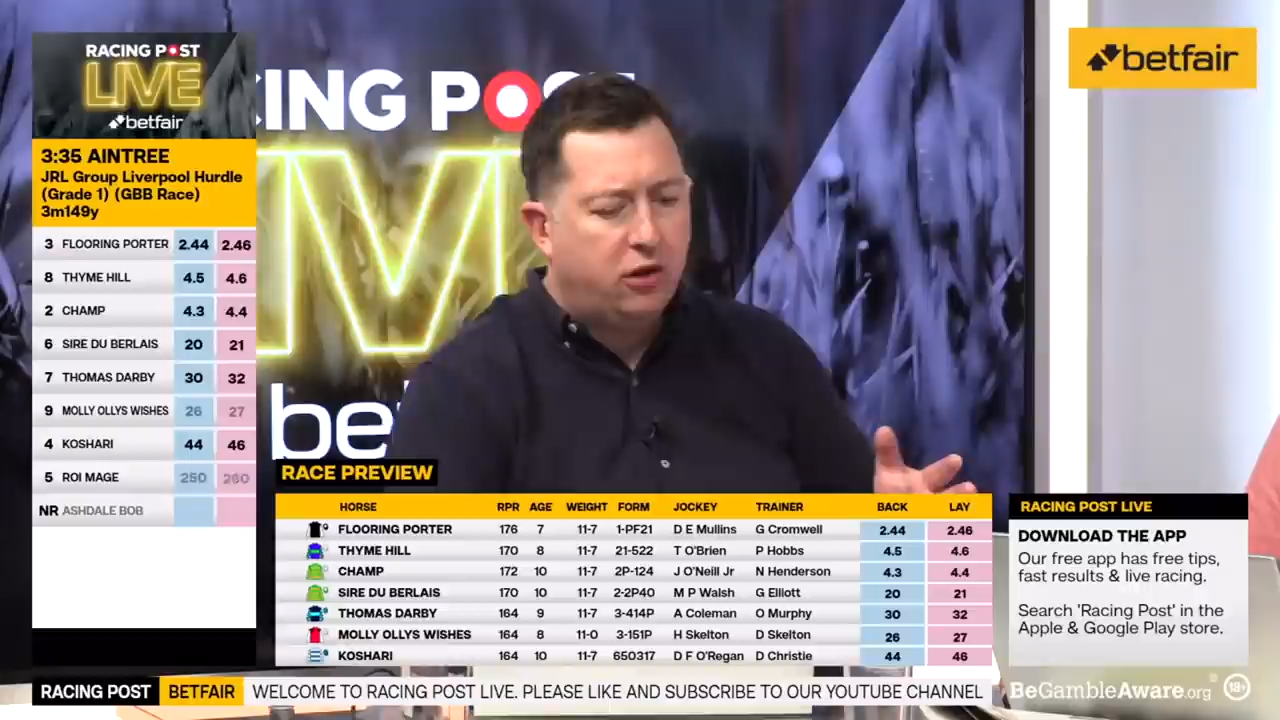 RACING POST
LIVE
betfair
3:35 AINTREE
JRL Group Liverpool Hurdle
(Grade 1) (GBB Race)
3m149y
3 FLOORING PORTER 2.44 2.46
8 THYME HILL 4.5 4.6
2 CHAMP 4.3 4.4
6 SIRE DU BERLAIS 20 21
7 THOMAS DARBY 30 32
9 MOLLY OLLYS WISHES 26 27
4 KOSHARI 44 46
5 ROI MAGE 250 260
NR ASHDALE BOB
CING POS
be
betfair
RACE PREVIEW
HORSE RPR AGE WEIGHT FORM JOCKEY TRAINER BACK LAY
FLOORING PORTER 176 7 11-7 1-PF21 D E Mullins G Cromwell 2.44 2.46
THYME HILL 170 8 11-7 21-522 T O'Brien P Hobbs 4.5 4.6
CHAMP 172 10 11-7 2P-124 J O'Neill Jr N Henderson 4.3 4.4
SIRE DU BERLAIS 170 10 11-7 2-2P40 M P Walsh G Elliott 20 21
THOMAS DARBY 164 9 11-7 3-414P A Coleman O Murphy 30 32
MOLLY OLLYS WISHES 164 8 11-0 3-151P H Skelton D Skelton 26 27
KOSHARI 164 10 11-7 650317 D F O'Regan D Christie 44 46
RACING POST LIVE
DOWNLOAD THE APP
Our free app has free tips,
fast results & live racing.
Search 'Racing Post' in the
Apple & Google Play store.
RACING POST BETFAIR WELCOME TO RACING POST LIVE. PLEASE LIKE AND SUBSCRIBE TO OUR YOUTUBE CHANNEL
BeGambleAware.org 18+